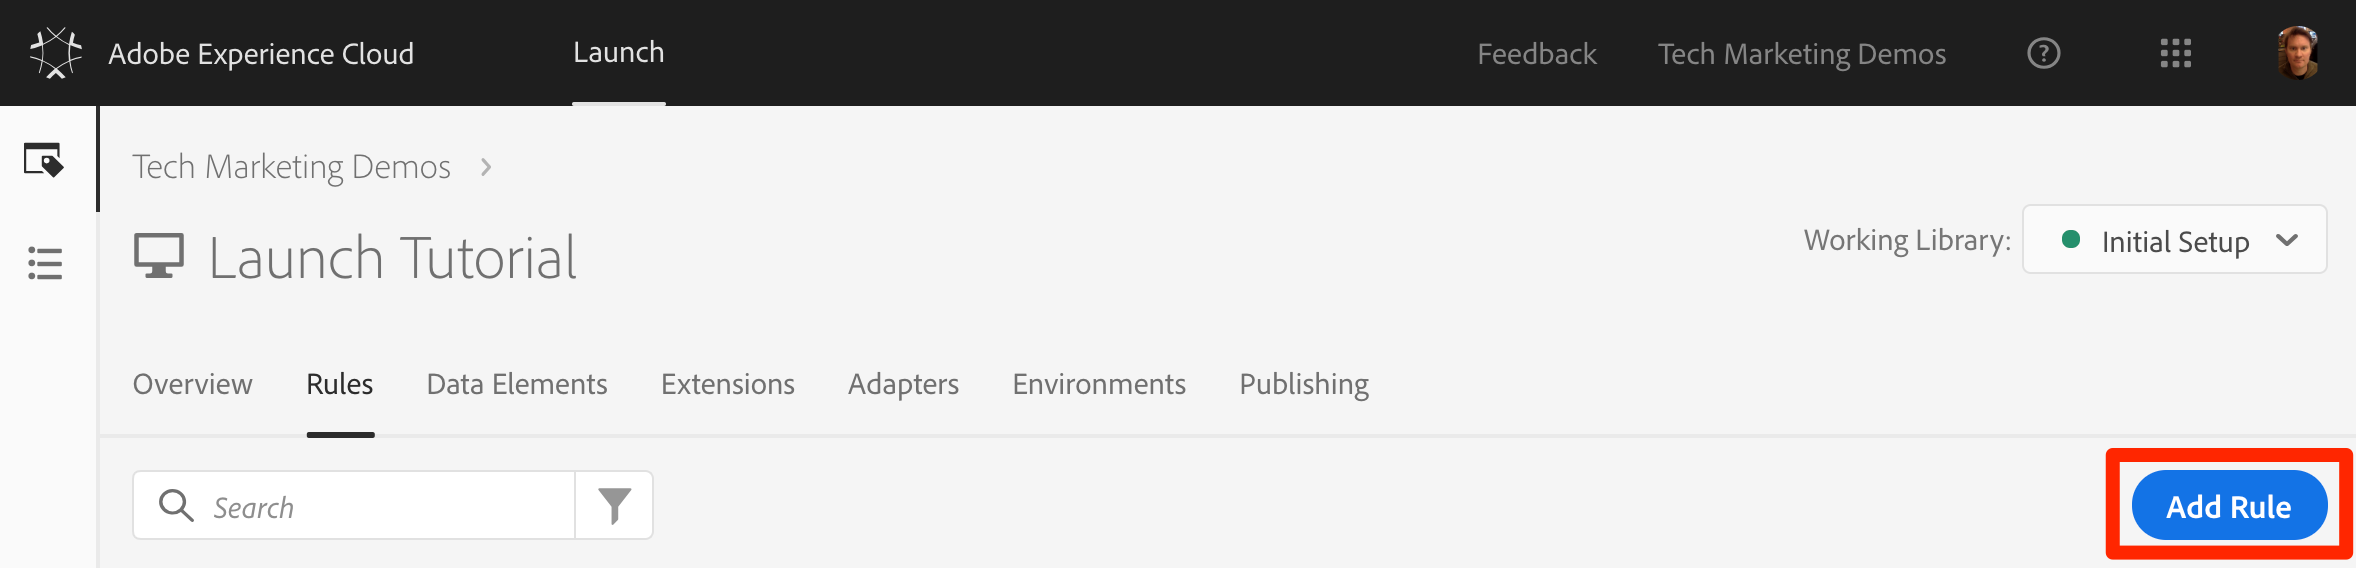 Adobe Experience Cloud Launch Feedback Tech Marketing Demos ?
Tech Marketing Demos >
Launch Tutorial
Working Library: Initial Setup
Overview Rules Data Elements Extensions Adapters Environments Publishing
Search Add Rule